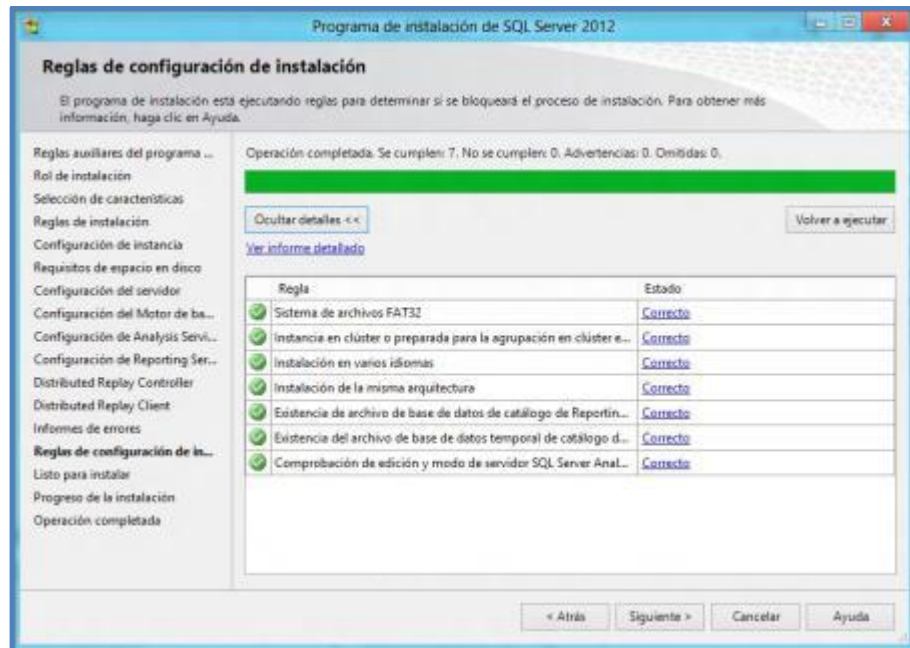 Programa de instalación de SQL Server 2012
Reglas de configuración de instalación
El programa de instalación está ejecutando reglas para determinar si se bloqueará el proceso de instalación. Para obtener más
información, haga clic en Ayuda.
Reglas auxiliares del programa ...
Rol de instalación
Selección de características
Reglas de instalación
Configuración de instancia
Requisitos de espacio en disco
Configuración del servidor
Configuración del Motor de ba...
Configuración de Analysis Servi...
Configuración de Reporting Ser...
Distributed Replay Controller
Distributed Replay Client
Informes de errores
Reglas de configuración de in...
Listo para instalar
Progreso de la instalación
Operación completada
Operación completada. Se cumplen: 7. No se cumplen: 0. Advertencias: 0. Omitidas: 0.
Ocultar detalles <<
Volver a ejecutar
Ver informe detallado
Regla Estado
Sistema de archivos FAT32 Correcto
Instancia en clúster o preparada para la agrupación en clúster e... Correcto
Instalación en varios idiomas Correcto
Instalación de la misma arquitectura Correcto
Existencia de archivo de base de datos de catálogo de Reportin... Correcto
Existencia del archivo de base de datos temporal de catálogo d... Correcto
Comprobación de edición y modo de servidor SQL Server Anal... Correcto
< Atrás Siguiente > Cancelar Ayuda